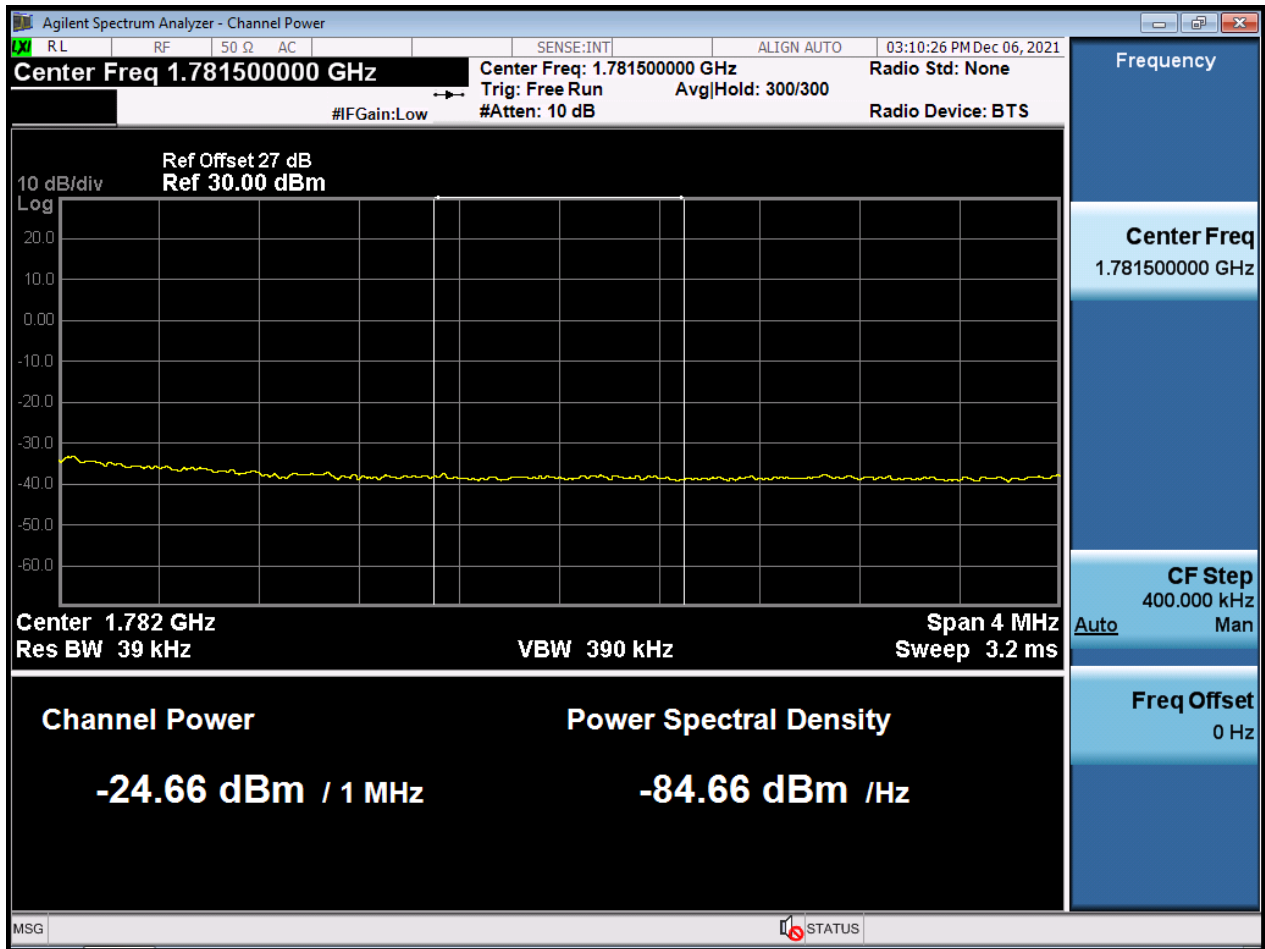 Agilent Spectrum Analyzer - Channel Power
LXI RL RF 50 Ω AC SENSE:INT ALIGN AUTO 03:10:26 PM Dec 06, 2021
Center Freq 1.781500000 GHz
Center Freq: 1.781500000 GHz Radio Std: None
Trig: Free Run Avg|Hold: 300/300
#IFGain:Low #Atten: 10 dB Radio Device: BTS
Ref Offset 27 dB
10 dB/div Ref 30.00 dBm
Log
20.0
10.0
0.00
-10.0
-20.0
-30.0
-40.0
-50.0
-60.0
Center 1.782 GHz Span 4 MHz
Res BW 39 kHz VBW 390 kHz Sweep 3.2 ms
Channel Power Power Spectral Density
-24.66 dBm / 1 MHz -84.66 dBm /Hz
Frequency
Center Freq
1.781500000 GHz
CF Step
400.000 kHz
Auto Man
Freq Offset
0 Hz
MSG STATUS